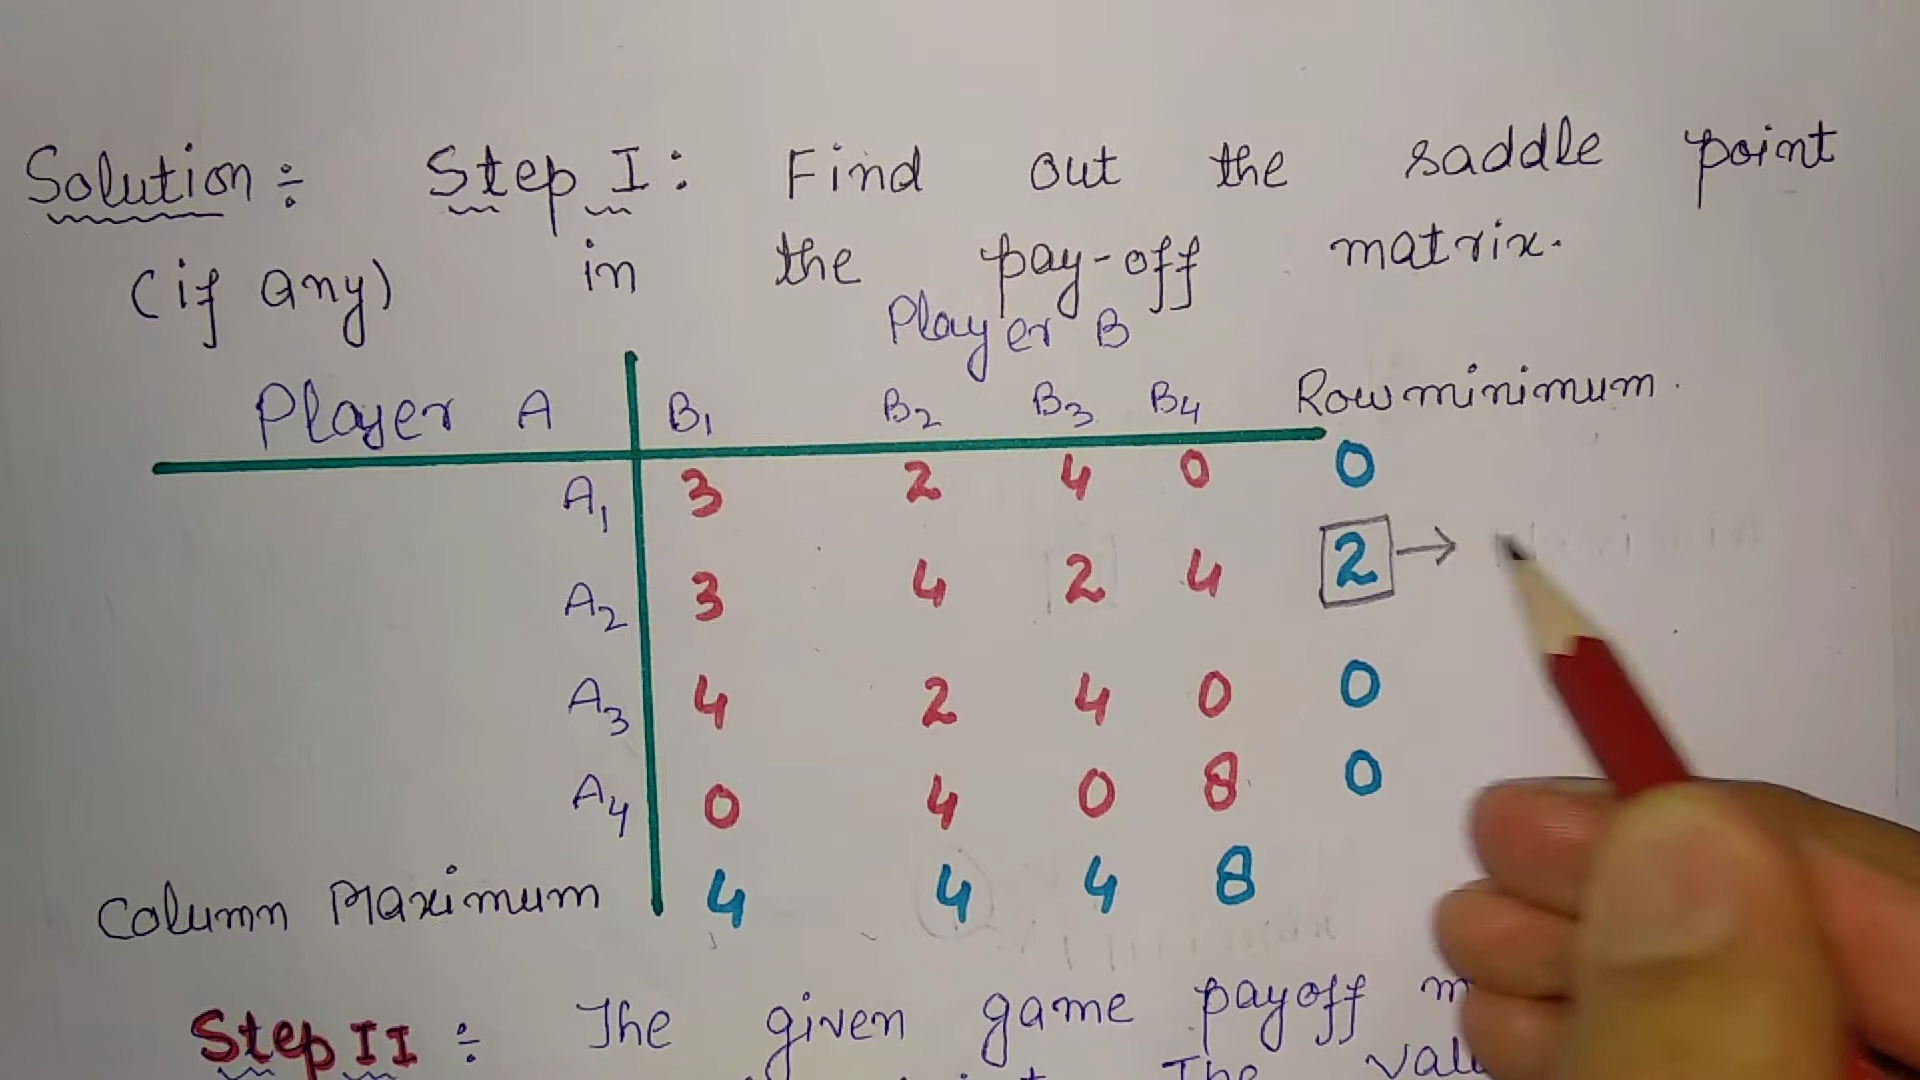 Solution ÷ Step I : Find out the saddle point
(if any) in the pay-off matrix.
Player B
Player A B1 B2 B3 B4 Row minimum
A1 3 2 4 0 0
A2 3 4 2 4 2 →
A3 4 2 4 0 0
A4 0 4 0 8 0
Column Maximum 4 4 4 8
Step II ÷ The given game payoff
The